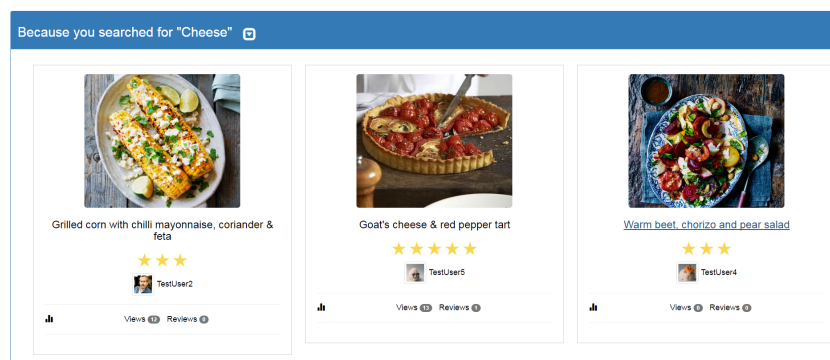 Because you searched for "Cheese"
Grilled corn with chilli mayonnaise, coriander &
feta
TestUser2
Views 12 Reviews 0
Goat's cheese & red pepper tart
TestUser5
Views 13 Reviews 1
Warm beet, chorizo and pear salad
TestUser4
Views 8 Reviews 0